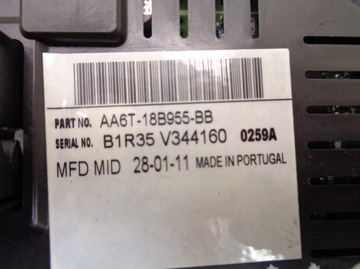 PART NO. AA6T-18B955-BB
SERIAL NO. B1R35 V344160 0259A
MFD MID 28-01-11 MADE IN PORTUGAL